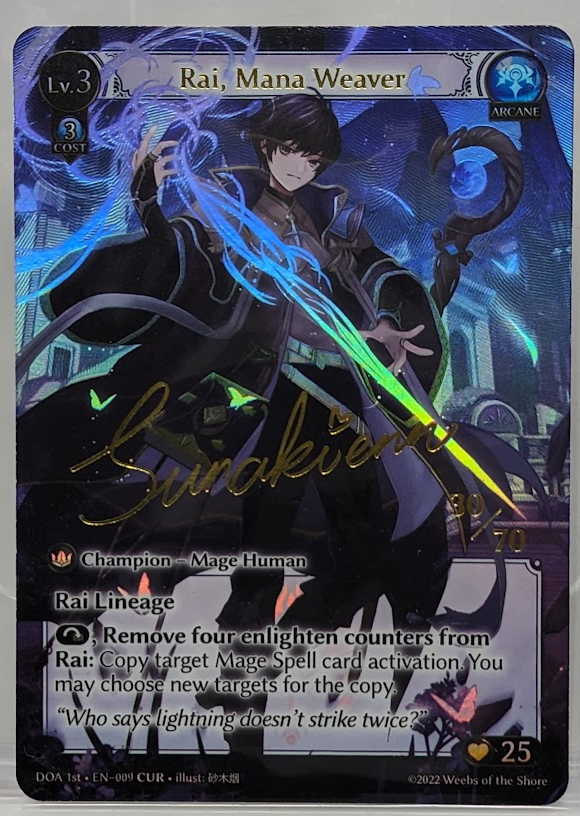 Lv.3
Rai, Mana Weaver
ARCANE
3
COST
Sunakienn
30/70
Champion – Mage Human
Rai Lineage
, Remove four enlighten counters from
Rai: Copy target Mage Spell card activation. You
may choose new targets for the copy.
“Who says lightning doesn’t strike twice?”
25
DOA 1st • EN-009 CUR • illust: 砂木烟
©2022 Weebs of the Shore